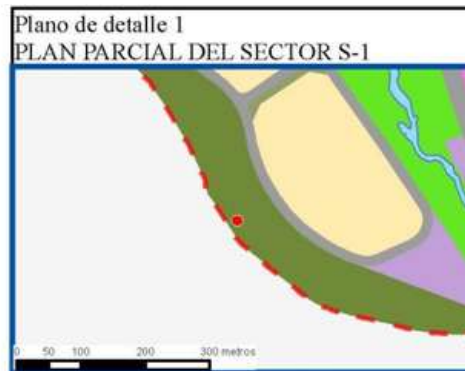 Plano de detalle 1
PLAN PARCIAL DEL SECTOR S-1
0 50 100 200 300 metros